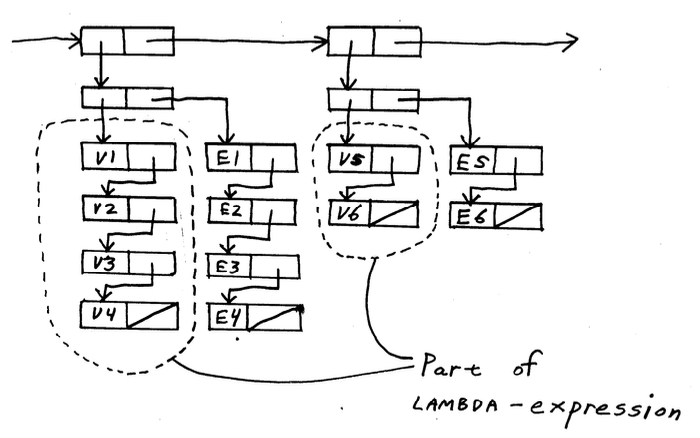 V1 E1 V5 E5
V2 E2 V6 E6
V3 E3
V4 E4
Part of
LAMBDA - expression